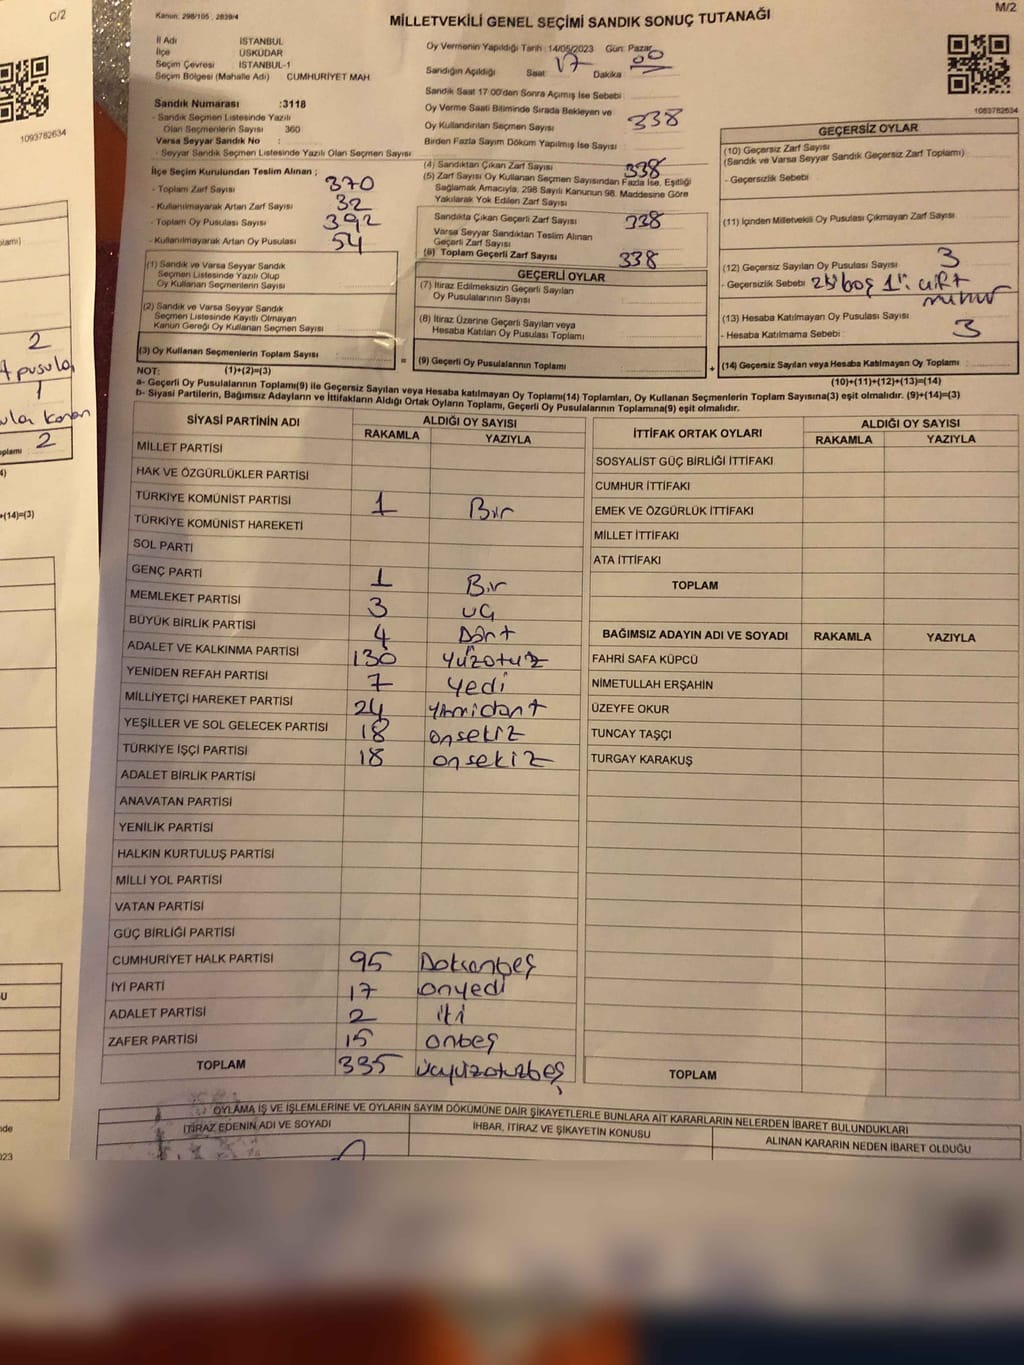 C/2
1093782634
2
1
2
+(14)=(3)
Kanun: 298/105 , 2839/4
MİLLETVEKİLİ GENEL SEÇİMİ SANDIK SONUÇ TUTANAĞI
M/2
İl Adı İSTANBUL
İlçe ÜSKÜDAR
Seçim Çevresi : İSTANBUL-1
Seçim Bölgesi (Mahalle Adı) CUMHURİYET MAH.
Sandık Numarası :3118
- Sandık Seçmen Listesinde Yazılı
Olan Seçmenlerin Sayısı : 360
Varsa Seyyar Sandık No :
- Seyyar Sandık Seçmen Listesinde Yazılı Olan Seçmen Sayısı
İlçe Seçim Kurulundan Teslim Alınan ;
- Toplam Zarf Sayısı : 370
- Kullanılmayarak Artan Zarf Sayısı : 32
- Toplam Oy Pusulası Sayısı : 392
- Kullanılmayarak Artan Oy Pusulası : 54
(1) Sandık ve Varsa Seyyar Sandık
Seçmen Listesinde Yazılı Olup
Oy Kullanan Seçmenlerin Sayısı :
(2) Sandık ve Varsa Seyyar Sandık
Seçmen Listesinde Kayıtlı Olmayan
Kanun Gereği Oy Kullanan Seçmen Sayısı :
(3) Oy Kullanan Seçmenlerin Toplam Sayısı :
Oy Vermenin Yapıldığı Tarih : 14/05/2023 Gün: Pazar
Sandığın Açıldığı Saat : 17 Dakika : 00
Sandık Saat 17:00'den Sonra Açılmış İse Sebebi :
Oy Verme Saati Bitiminde Sırada Bekleyen ve
Oy Kullandırılan Seçmen Sayısı : 338
Birden Fazla Sayım Döküm Yapılmış İse Sayısı :
(4) Sandıktan Çıkan Zarf Sayısı : 338
(5) Zarf Sayısı Oy Kullanan Seçmen Sayısından Fazla İse, Eşitliği
Sağlamak Amacıyla, 298 Sayılı Kanunun 98. Maddesine Göre
Yakılarak Yok Edilen Zarf Sayısı :
Sandıkta Çıkan Geçerli Zarf Sayısı : 338
Varsa Seyyar Sandıktan Teslim Alınan
Geçerli Zarf Sayısı :
(6) Toplam Geçerli Zarf Sayısı : 338
GEÇERLİ OYLAR
(7) İtiraz Edilmeksizin Geçerli Sayılan
Oy Pusulalarının Sayısı :
(8) İtiraz Üzerine Geçerli Sayılan veya
Hesaba Katılan Oy Pusulalarının Toplamı :
= (9) Geçerli Oy Pusulalarının Toplamı :
1083782634
GEÇERSİZ OYLAR
(10) Geçersiz Zarf Sayısı
(Sandık ve Varsa Seyyar Sandık Geçersiz Zarf Toplamı) :
- Geçersizlik Sebebi :
(11) İçinden Milletvekili Oy Pusulası Çıkmayan Zarf Sayısı :
(12) Geçersiz Sayılan Oy Pusulası Sayısı : 3
- Geçersizlik Sebebi : boş çift
mühür
(13) Hesaba Katılmayan Oy Pusulası Sayısı :
- Hesaba Katılmama Sebebi : 3
+ (14) Geçersiz Sayılan veya Hesaba Katılmayan Oy Toplamı :
NOT: (1)+(2)=(3)
(10)+(11)+(12)+(13)=(14)
a- Geçerli Oy Pusulalarının Toplamı(9) ile Geçersiz Sayılan veya Hesaba katılmayan Oy Toplamı(14) Toplamları, Oy Kullanan Seçmenlerin Toplam Sayısına(3) eşit olmalıdır. (9)+(14)=(3)
b- Siyasi Partilerin, Bağımsız Adayların ve İttifakların Aldığı Ortak Oyların Toplamı, Geçerli Oy Pusulalarının Toplamına(9) eşit olmalıdır.
SİYASİ PARTİNİN ADI ALDIĞI OY SAYISI
RAKAMLA YAZIYLA
MİLLET PARTİSİ
HAK VE ÖZGÜRLÜKLER PARTİSİ
TÜRKİYE KOMÜNİST PARTİSİ 1 Bir
TÜRKİYE KOMÜNİST HAREKETİ
SOL PARTİ
GENÇ PARTİ 1 Bir
MEMLEKET PARTİSİ 3 üç
BÜYÜK BİRLİK PARTİSİ 4 Dört
ADALET VE KALKINMA PARTİSİ 130 yüzotuz
YENİDEN REFAH PARTİSİ 7 yedi
MİLLİYETÇİ HAREKET PARTİSİ 24 yirmidört
YEŞİLLER VE SOL GELECEK PARTİSİ 18 onsekiz
TÜRKİYE İŞÇİ PARTİSİ 18 onsekiz
ADALET BİRLİK PARTİSİ
ANAVATAN PARTİSİ
YENİLİK PARTİSİ
HALKIN KURTULUŞ PARTİSİ
MİLLİ YOL PARTİSİ
VATAN PARTİSİ
GÜÇ BİRLİĞİ PARTİSİ
CUMHURİYET HALK PARTİSİ 95 Doksanbeş
İYİ PARTİ 17 onyedi
ADALET PARTİSİ 2 iki
ZAFER PARTİSİ 15 onbeş
TOPLAM 335 üçyüzotuzbeş
İTTİFAK ORTAK OYLARI ALDIĞI OY SAYISI
RAKAMLA YAZIYLA
SOSYALİST GÜÇ BİRLİĞİ İTTİFAKI
CUMHUR İTTİFAKI
EMEK VE ÖZGÜRLÜK İTTİFAKI
MİLLET İTTİFAKI
ATA İTTİFAKI
TOPLAM
BAĞIMSIZ ADAYIN ADI VE SOYADI RAKAMLA YAZIYLA
FAHRİ SAFA KÜPCÜ
NİMETULLAH ERŞAHİN
ÜZEYFE OKUR
TUNCAY TAŞÇI
TURGAY KARAKUŞ
TOPLAM
OYLAMA İŞ VE İŞLEMLERİNE VE OYLARIN SAYIM DÖKÜMÜNE DAİR ŞİKAYETLERLE BUNLARA AİT KARARLARIN NELERDEN İBARET BULUNDUKLARI
İTİRAZ EDENİN ADI VE SOYADI İHBAR, İTİRAZ VE ŞİKAYETİN KONUSU ALINAN KARARIN NEDEN İBARET OLDUĞU